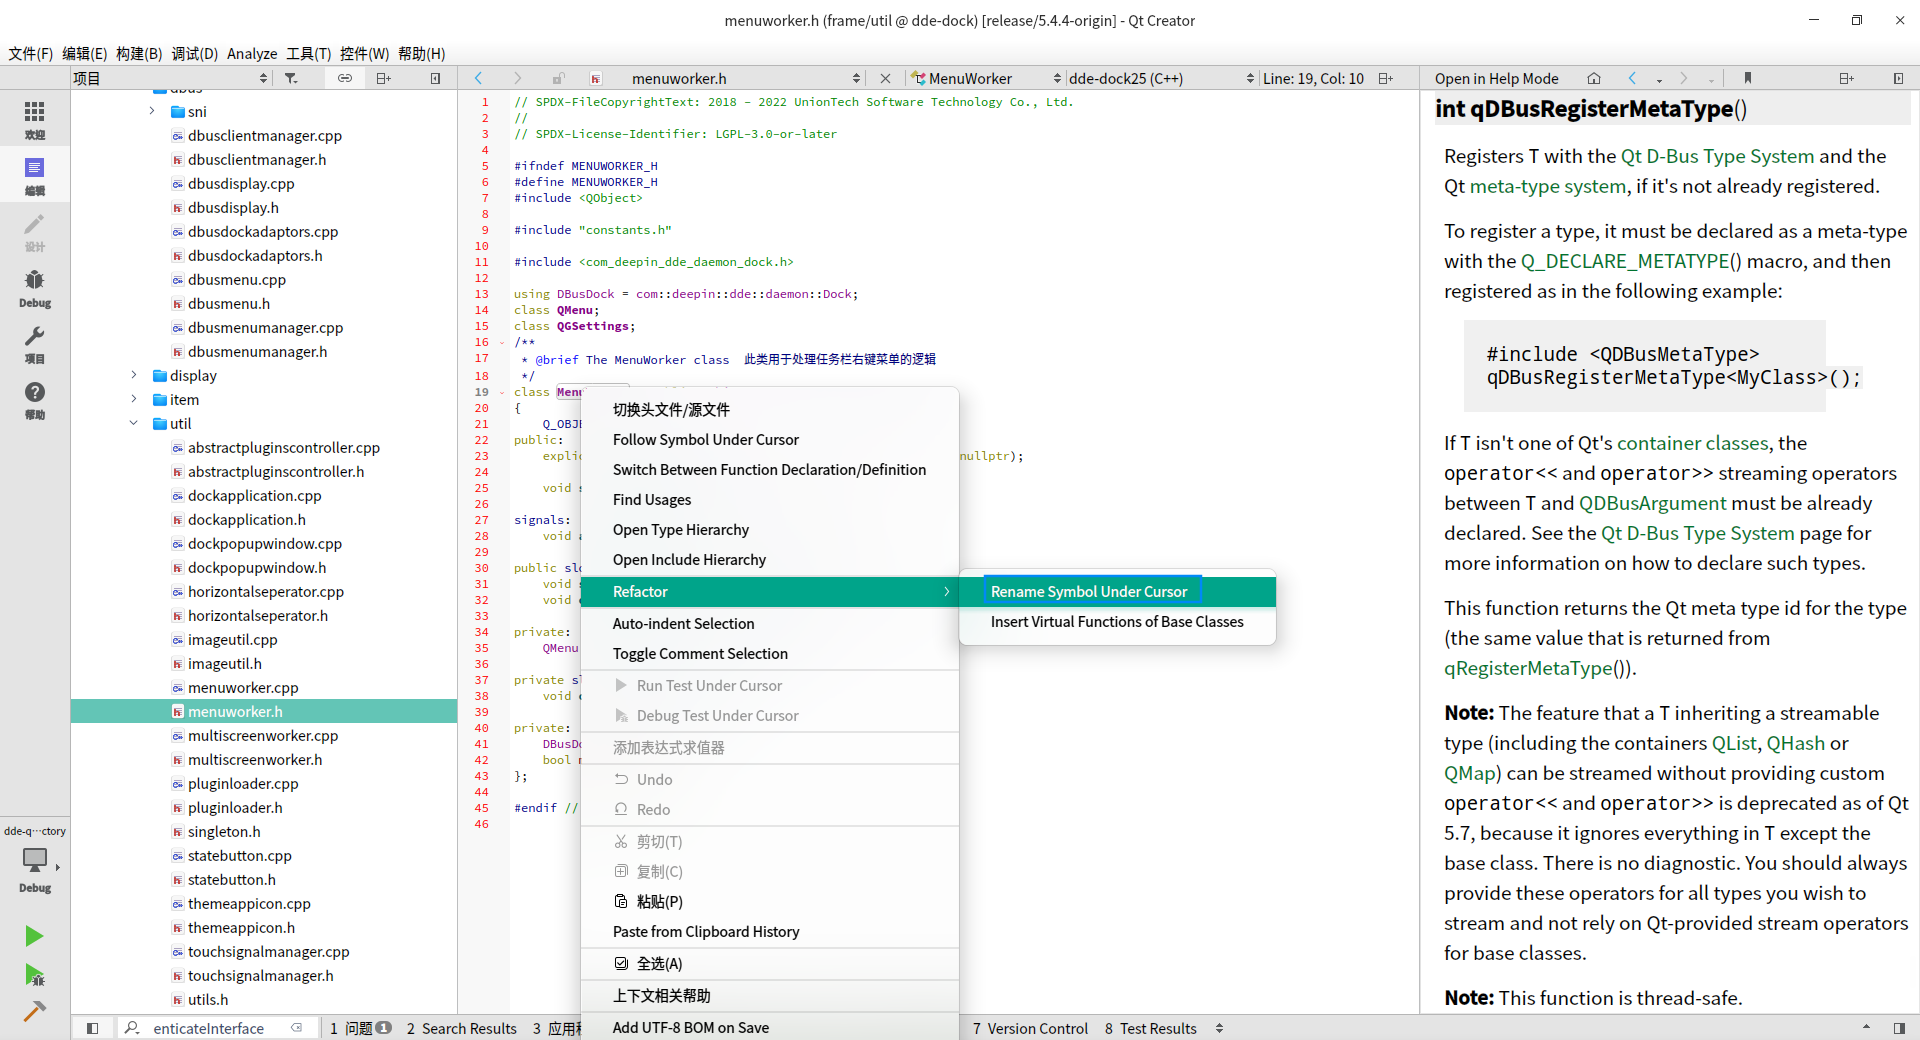 menuworker.h (frame/util @ dde-dock) [release/5.4.4-origin] - Qt Creator
文件(F) 编辑(E) 构建(B) 调试(D) Analyze 工具(T) 控件(W) 帮助(H)
项目
menuworker.h
MenuWorker
dde-dock25 (C++)
Line: 19, Col: 10
Open in Help Mode
欢迎
编辑
设计
Debug
项目
帮助
dde-q···ctory
Debug
dbus
sni
dbusclientmanager.cpp
dbusclientmanager.h
dbusdisplay.cpp
dbusdisplay.h
dbusdockadaptors.cpp
dbusdockadaptors.h
dbusmenu.cpp
dbusmenu.h
dbusmenumanager.cpp
dbusmenumanager.h
display
item
util
abstractpluginscontroller.cpp
abstractpluginscontroller.h
dockapplication.cpp
dockapplication.h
dockpopupwindow.cpp
dockpopupwindow.h
horizontalseperator.cpp
horizontalseperator.h
imageutil.cpp
imageutil.h
menuworker.cpp
menuworker.h
multiscreenworker.cpp
multiscreenworker.h
pluginloader.cpp
pluginloader.h
singleton.h
statebutton.cpp
statebutton.h
themeappicon.cpp
themeappicon.h
touchsignalmanager.cpp
touchsignalmanager.h
utils.h
1 // SPDX-FileCopyrightText: 2018 - 2022 UnionTech Software Technology Co., Ltd.
2 //
3 // SPDX-License-Identifier: LGPL-3.0-or-later
4
5 #ifndef MENUWORKER_H
6 #define MENUWORKER_H
7 #include <QObject>
8
9 #include "constants.h"
10
11 #include <com_deepin_dde_daemon_dock.h>
12
13 using DBusDock = com::deepin::dde::daemon::Dock;
14 class QMenu;
15 class QGSettings;
16 /**
17 * @brief The MenuWorker class 此类用于处理任务栏右键菜单的逻辑
18 */
19 class Menu
20 {
21 Q_OBJE
22 public:
23 explic nullptr);
24
25 void s
26
27 signals:
28 void a
29
30 public slo
31 void s
32 void
33
34 private:
35 QMenu
36
37 private sl
38 void
39
40 private:
41 DBusDo
42 bool m
43 };
44
45 #endif //
46
切换头文件/源文件
Follow Symbol Under Cursor
Switch Between Function Declaration/Definition
Find Usages
Open Type Hierarchy
Open Include Hierarchy
Refactor
Auto-indent Selection
Toggle Comment Selection
Run Test Under Cursor
Debug Test Under Cursor
添加表达式求值器
Undo
Redo
剪切(T)
复制(C)
粘贴(P)
Paste from Clipboard History
全选(A)
上下文相关帮助
Add UTF-8 BOM on Save
Rename Symbol Under Cursor
Insert Virtual Functions of Base Classes
int qDBusRegisterMetaType()
Registers T with the Qt D-Bus Type System and the
Qt meta-type system, if it's not already registered.
To register a type, it must be declared as a meta-type
with the Q_DECLARE_METATYPE() macro, and then
registered as in the following example:
#include <QDBusMetaType>
qDBusRegisterMetaType<MyClass>();
If T isn't one of Qt's container classes, the
operator<< and operator>> streaming operators
between T and QDBusArgument must be already
declared. See the Qt D-Bus Type System page for
more information on how to declare such types.
This function returns the Qt meta type id for the type
(the same value that is returned from
qRegisterMetaType()).
Note: The feature that a T inheriting a streamable
type (including the containers QList, QHash or
QMap) can be streamed without providing custom
operator<< and operator>> is deprecated as of Qt
5.7, because it ignores everything in T except the
base class. There is no diagnostic. You should always
provide these operators for all types you wish to
stream and not rely on Qt-provided stream operators
for base classes.
Note: This function is thread-safe.
enticateInterface
1 问题 1 2 Search Results 3 应用程 7 Version Control 8 Test Results